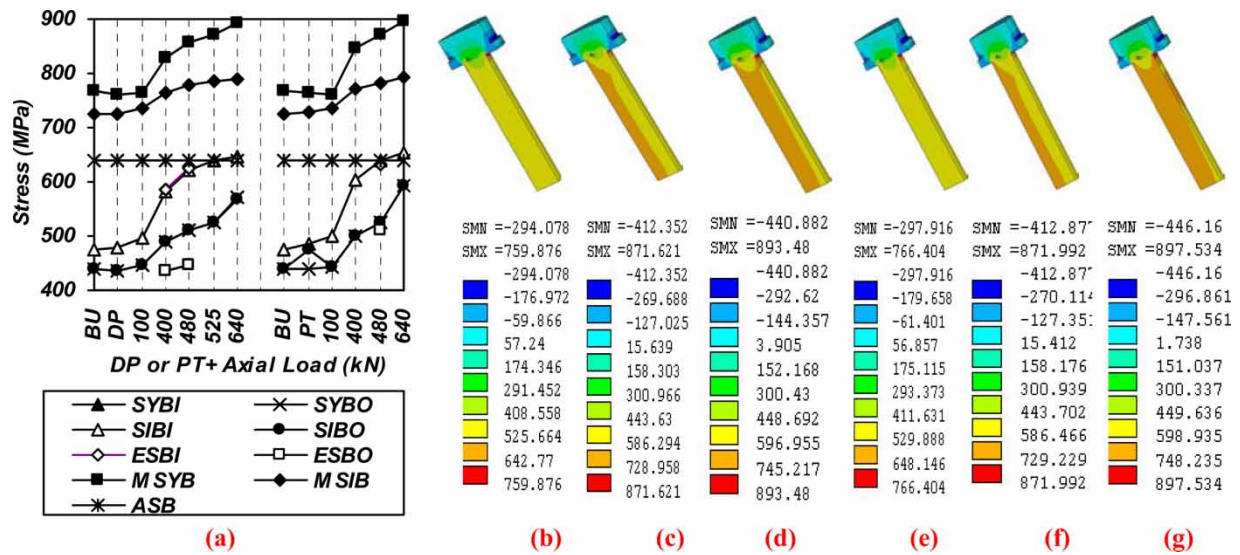 900
800
700
600
500
400
Stress (MPa)
BU DP 100 400 480 525 640 BU PT 100 400 480 640
DP or PT+ Axial Load (kN)
SYBI SYBO
SIBI SIBO
ESBI ESBO
MSYB MSIB
ASB
(a)
SMN =-294.078
SMX =759.876
-294.078
-176.972
-59.866
57.24
174.346
291.452
408.558
525.664
642.77
759.876
(b)
SMN =-412.352
SMX =871.621
-412.352
-269.688
-127.025
15.639
158.303
300.966
443.63
586.294
728.958
871.621
(c)
SMN =-440.882
SMX =893.48
-440.882
-292.62
-144.357
3.905
152.168
300.43
448.692
596.955
745.217
893.48
(d)
SMN =-297.916
SMX =766.404
-297.916
-179.658
-61.401
56.857
175.115
293.373
411.631
529.888
648.146
766.404
(e)
SMN =-412.877
SMX =871.992
-412.877
-270.114
-127.351
15.412
158.176
300.939
443.702
586.466
729.229
871.992
(f)
SMN =-446.16
SMX =897.534
-446.16
-296.861
-147.561
1.738
151.037
300.337
449.636
598.935
748.235
897.534
(g)